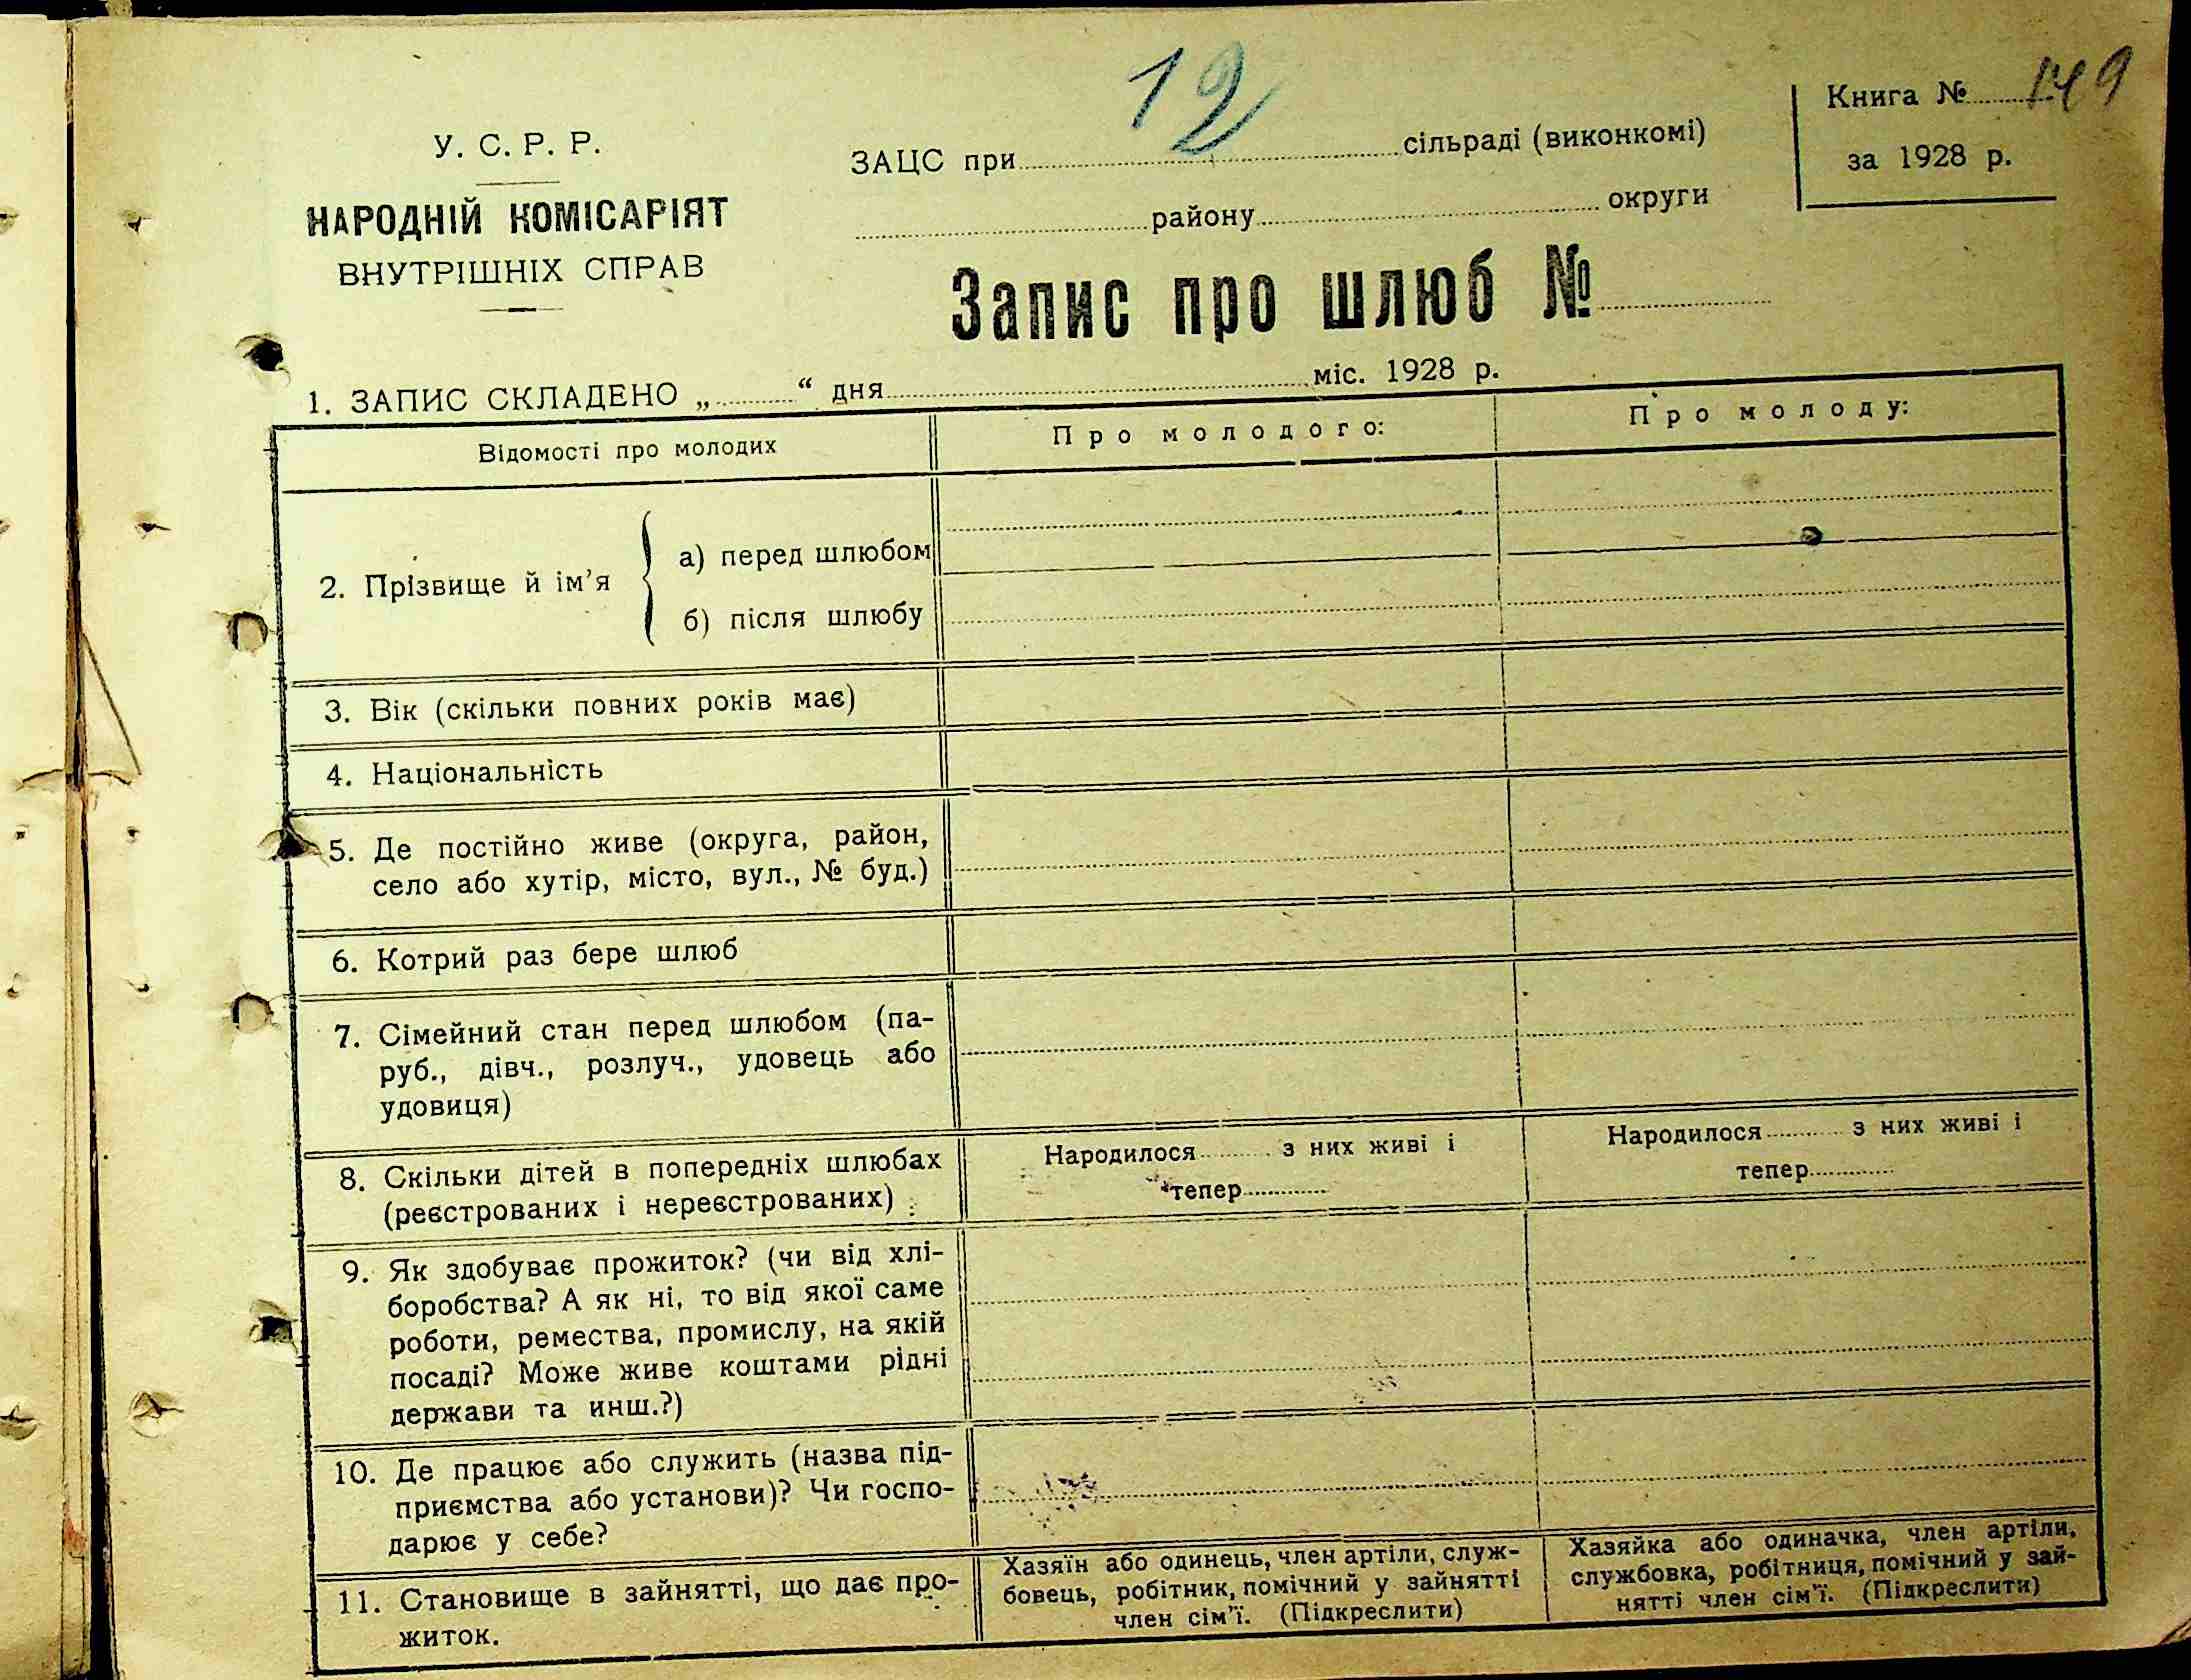 12
149
Книга №
за 1928 р.
У. С. Р. Р.
НАРОДНІЙ КОМІСАРІЯТ
ВНУТРІШНІХ СПРАВ
ЗАЦС при сільраді (виконкомі)
району округи
Запис про шлюб №
1. ЗАПИС СКЛАДЕНО „ “ дня міс. 1928 р.
Відомості про молодих
Про молодого:
Про молоду:
2. Прізвище й ім’я
а) перед шлюбом
б) після шлюбу
3. Вік (скільки повних років має)
4. Національність
5. Де постійно живе (округа, район,
село або хутір, місто, вул., № буд.)
6. Котрий раз бере шлюб
7. Сімейний стан перед шлюбом (па-
руб., дівч., розлуч., удовець або
удовиця)
8. Скільки дітей в попередніх шлюбах
(реєстрованих і нереєстрованих)
Народилося з них живі і
тепер
Народилося з них живі і
тепер
9. Як здобуває прожиток? (чи від хлі-
боробства? А як ні, то від якої саме
роботи, ремества, промислу, на якій
посаді? Може живе коштами рідні
держави та инш.?)
10. Де працює або служить (назва під-
приємства або установи)? Чи госпо-
дарює у себе?
11. Становище в зайнятті, що дає про-
житок.
Хазяїн або одинець, член артіли, служ-
бовець, робітник, помічний у зайнятті
член сім’ї. (Підкреслити)
Хазяйка або одиначка, член артіли,
службовка, робітниця, помічний у зай-
нятті член сім’ї. (Підкреслити)